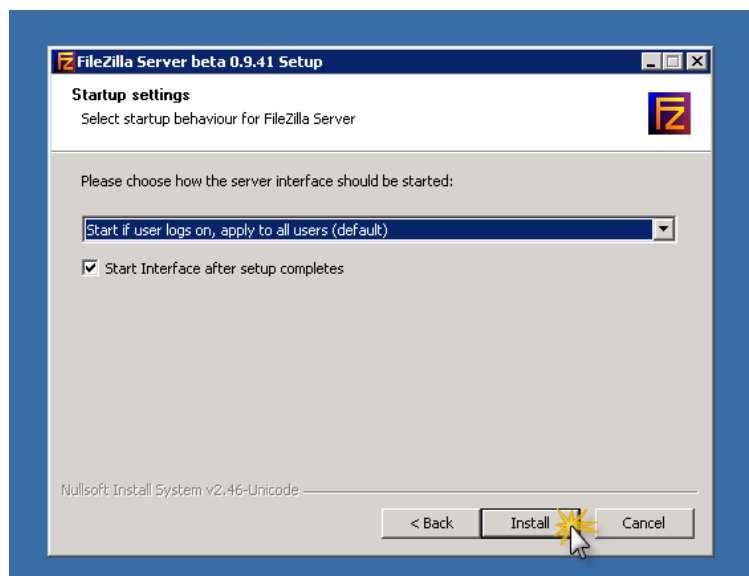 FileZilla Server beta 0.9.41 Setup
Startup settings
Select startup behaviour for FileZilla Server
FZ
Please choose how the server interface should be started:
Start if user logs on, apply to all users (default)
Start Interface after setup completes
Nullsoft Install System v2.46-Unicode
< Back Install Cancel